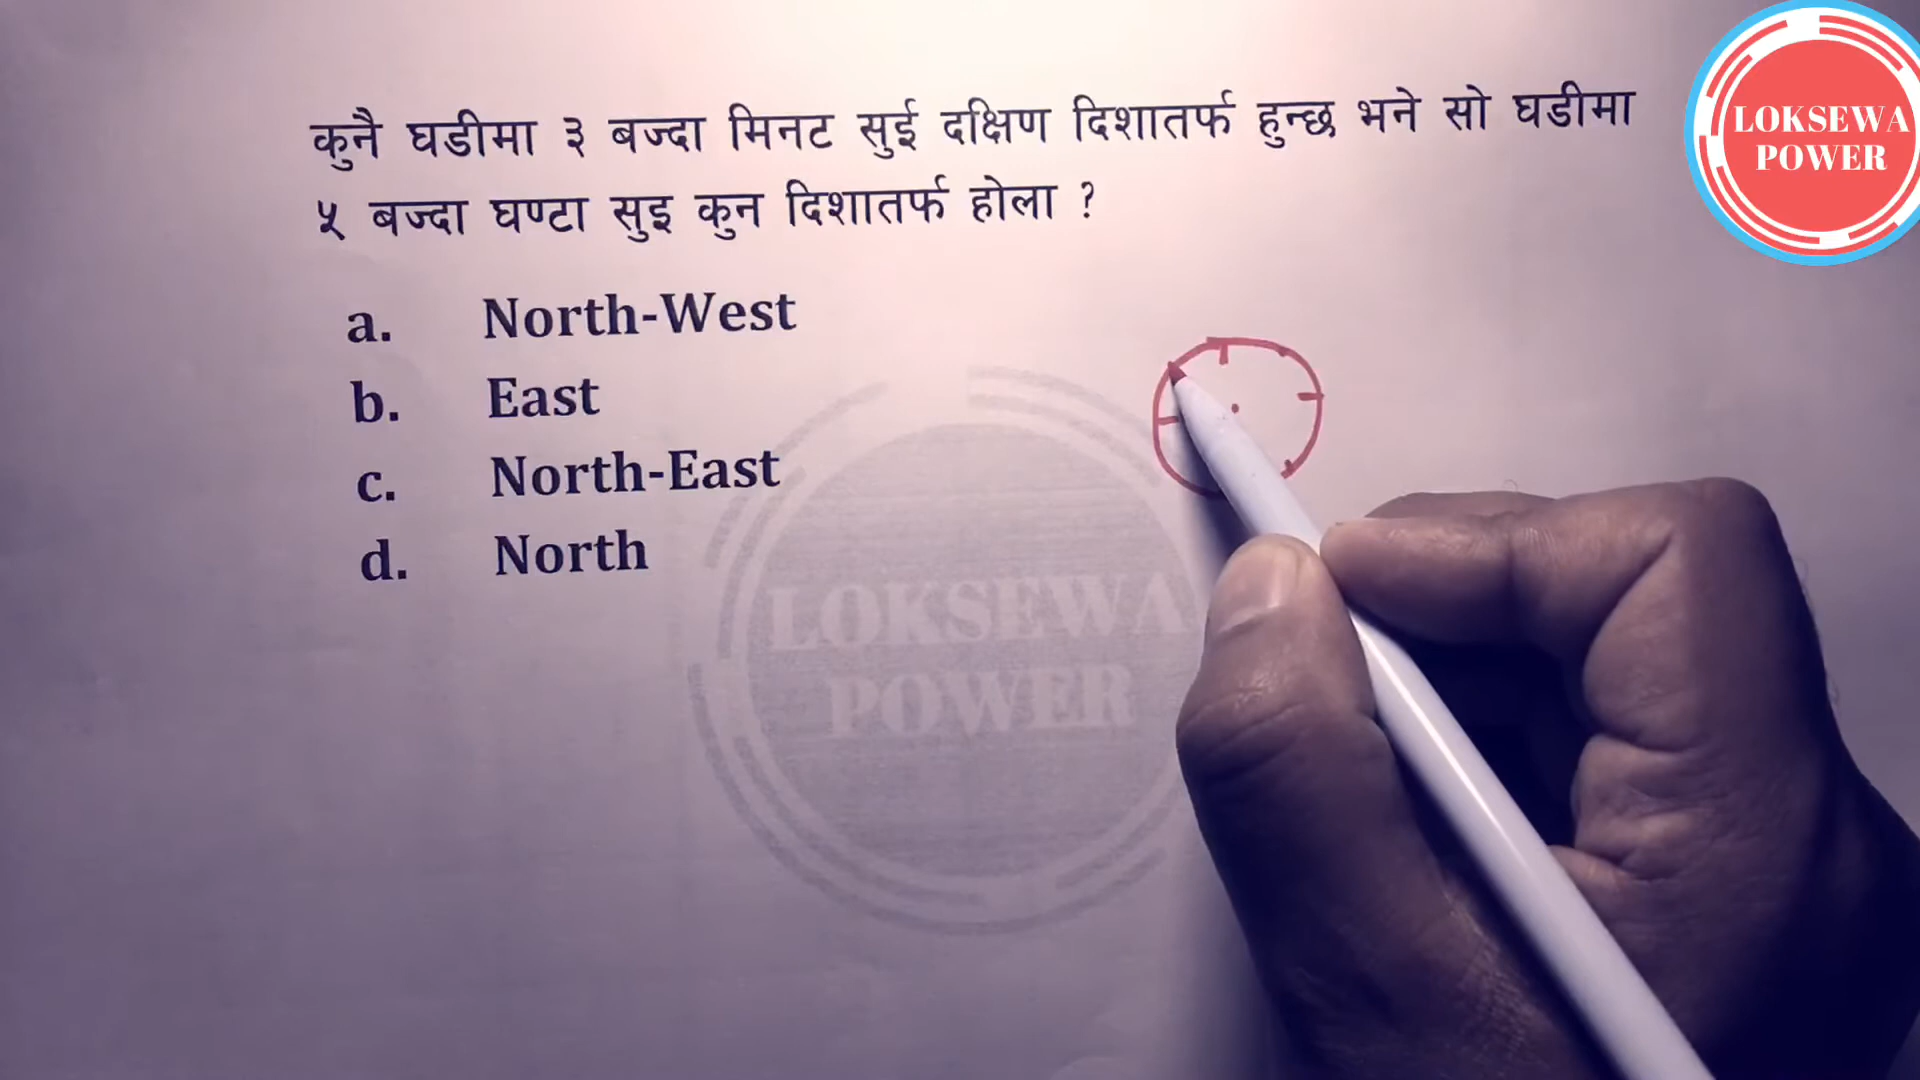 कुनै घडीमा ३ बज्दा मिनट सुई दक्षिण दिशातर्फ हुन्छ भने सो घडीमा
५ बज्दा घण्टा सुइ कुन दिशातर्फ होला ?
a. North-West
b. East
c. North-East
d. North
LOKSEWA
POWER
LOKSEWA
POWER